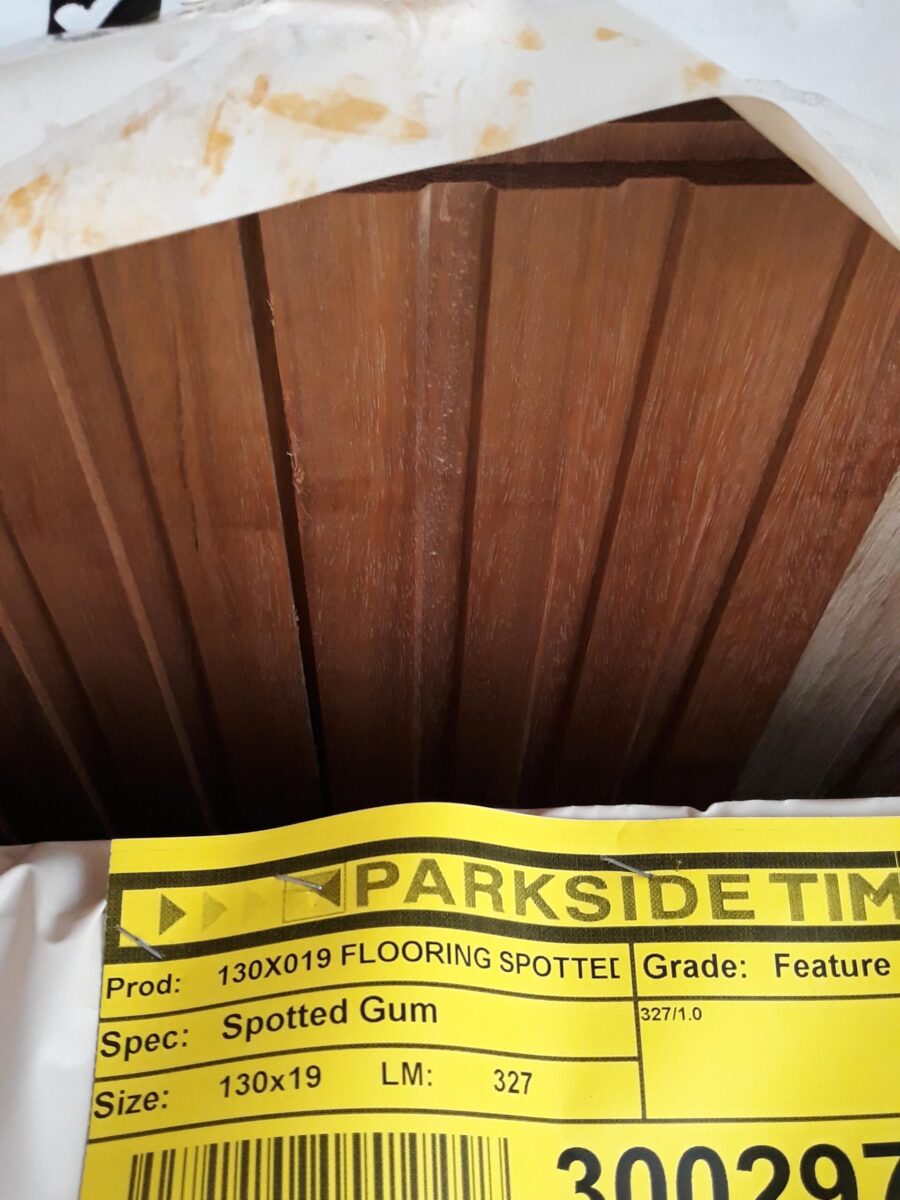 PARKSIDE TIM
Prod: 130X019 FLOORING SPOTTED
Grade: Feature
Spec: Spotted Gum
327/1.0
Size: 130x19 LM: 327
300297